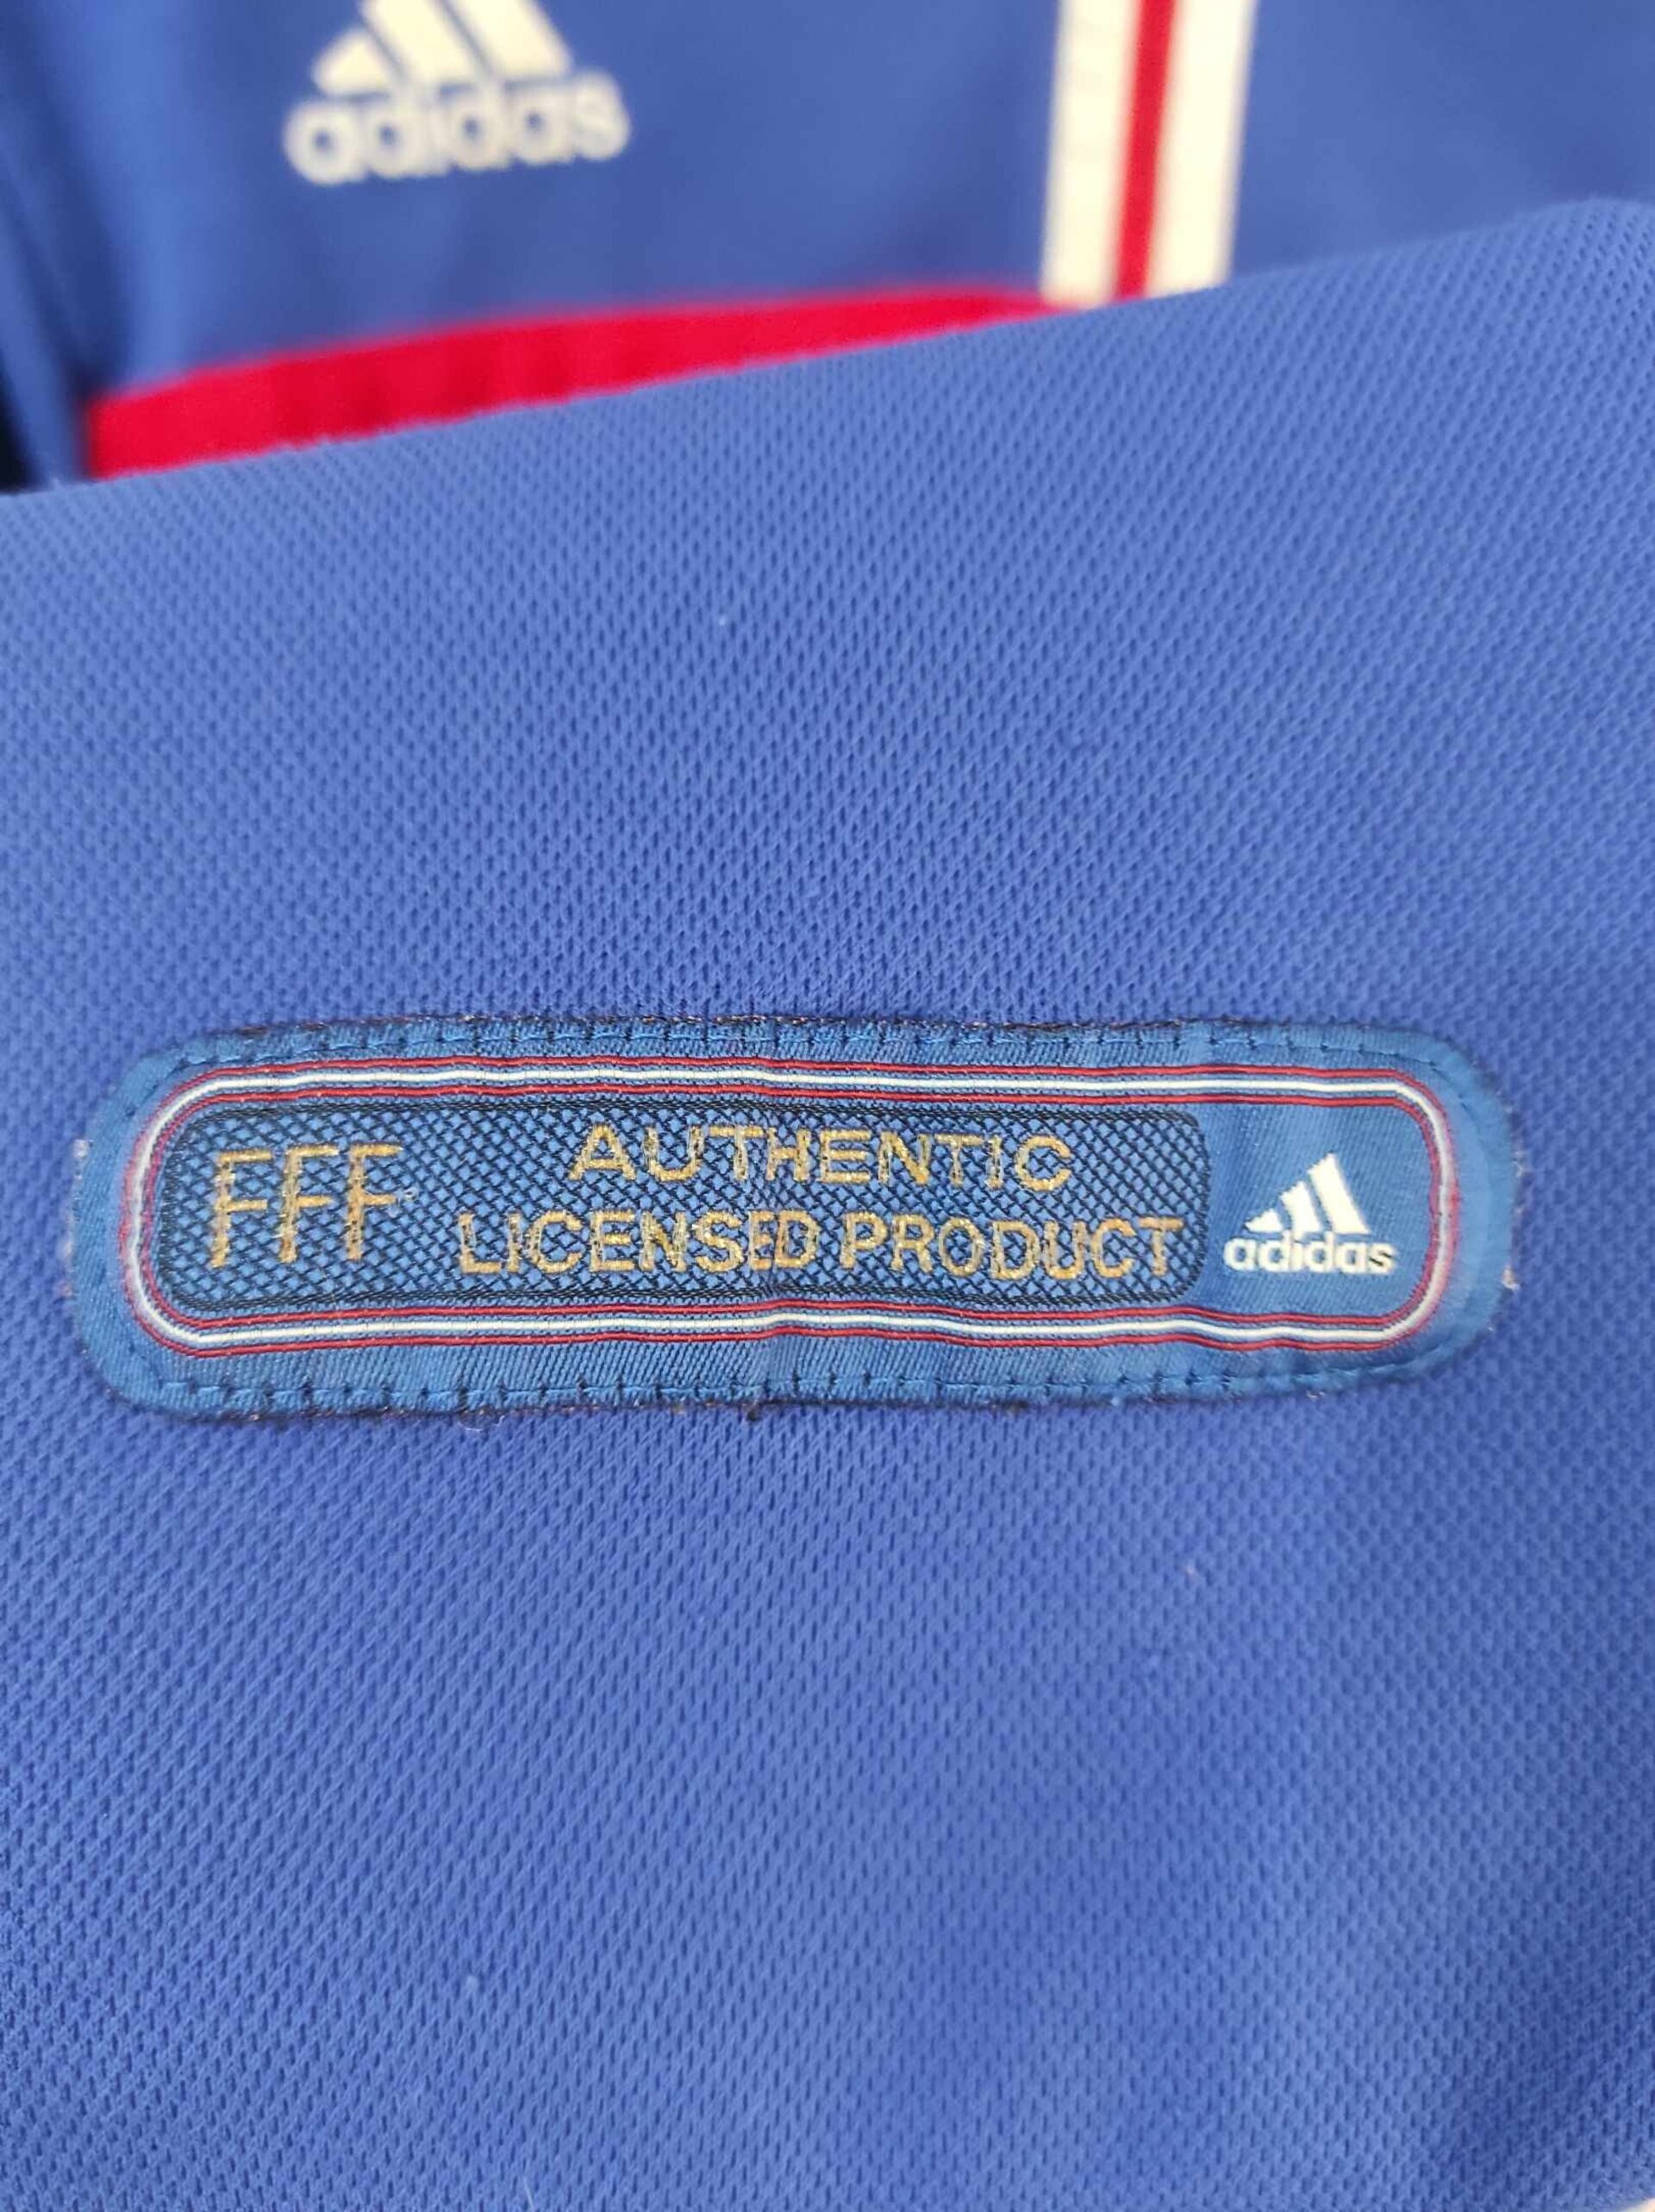 adidas
FFF
AUTHENTIC
LICENSED PRODUCT
adidas